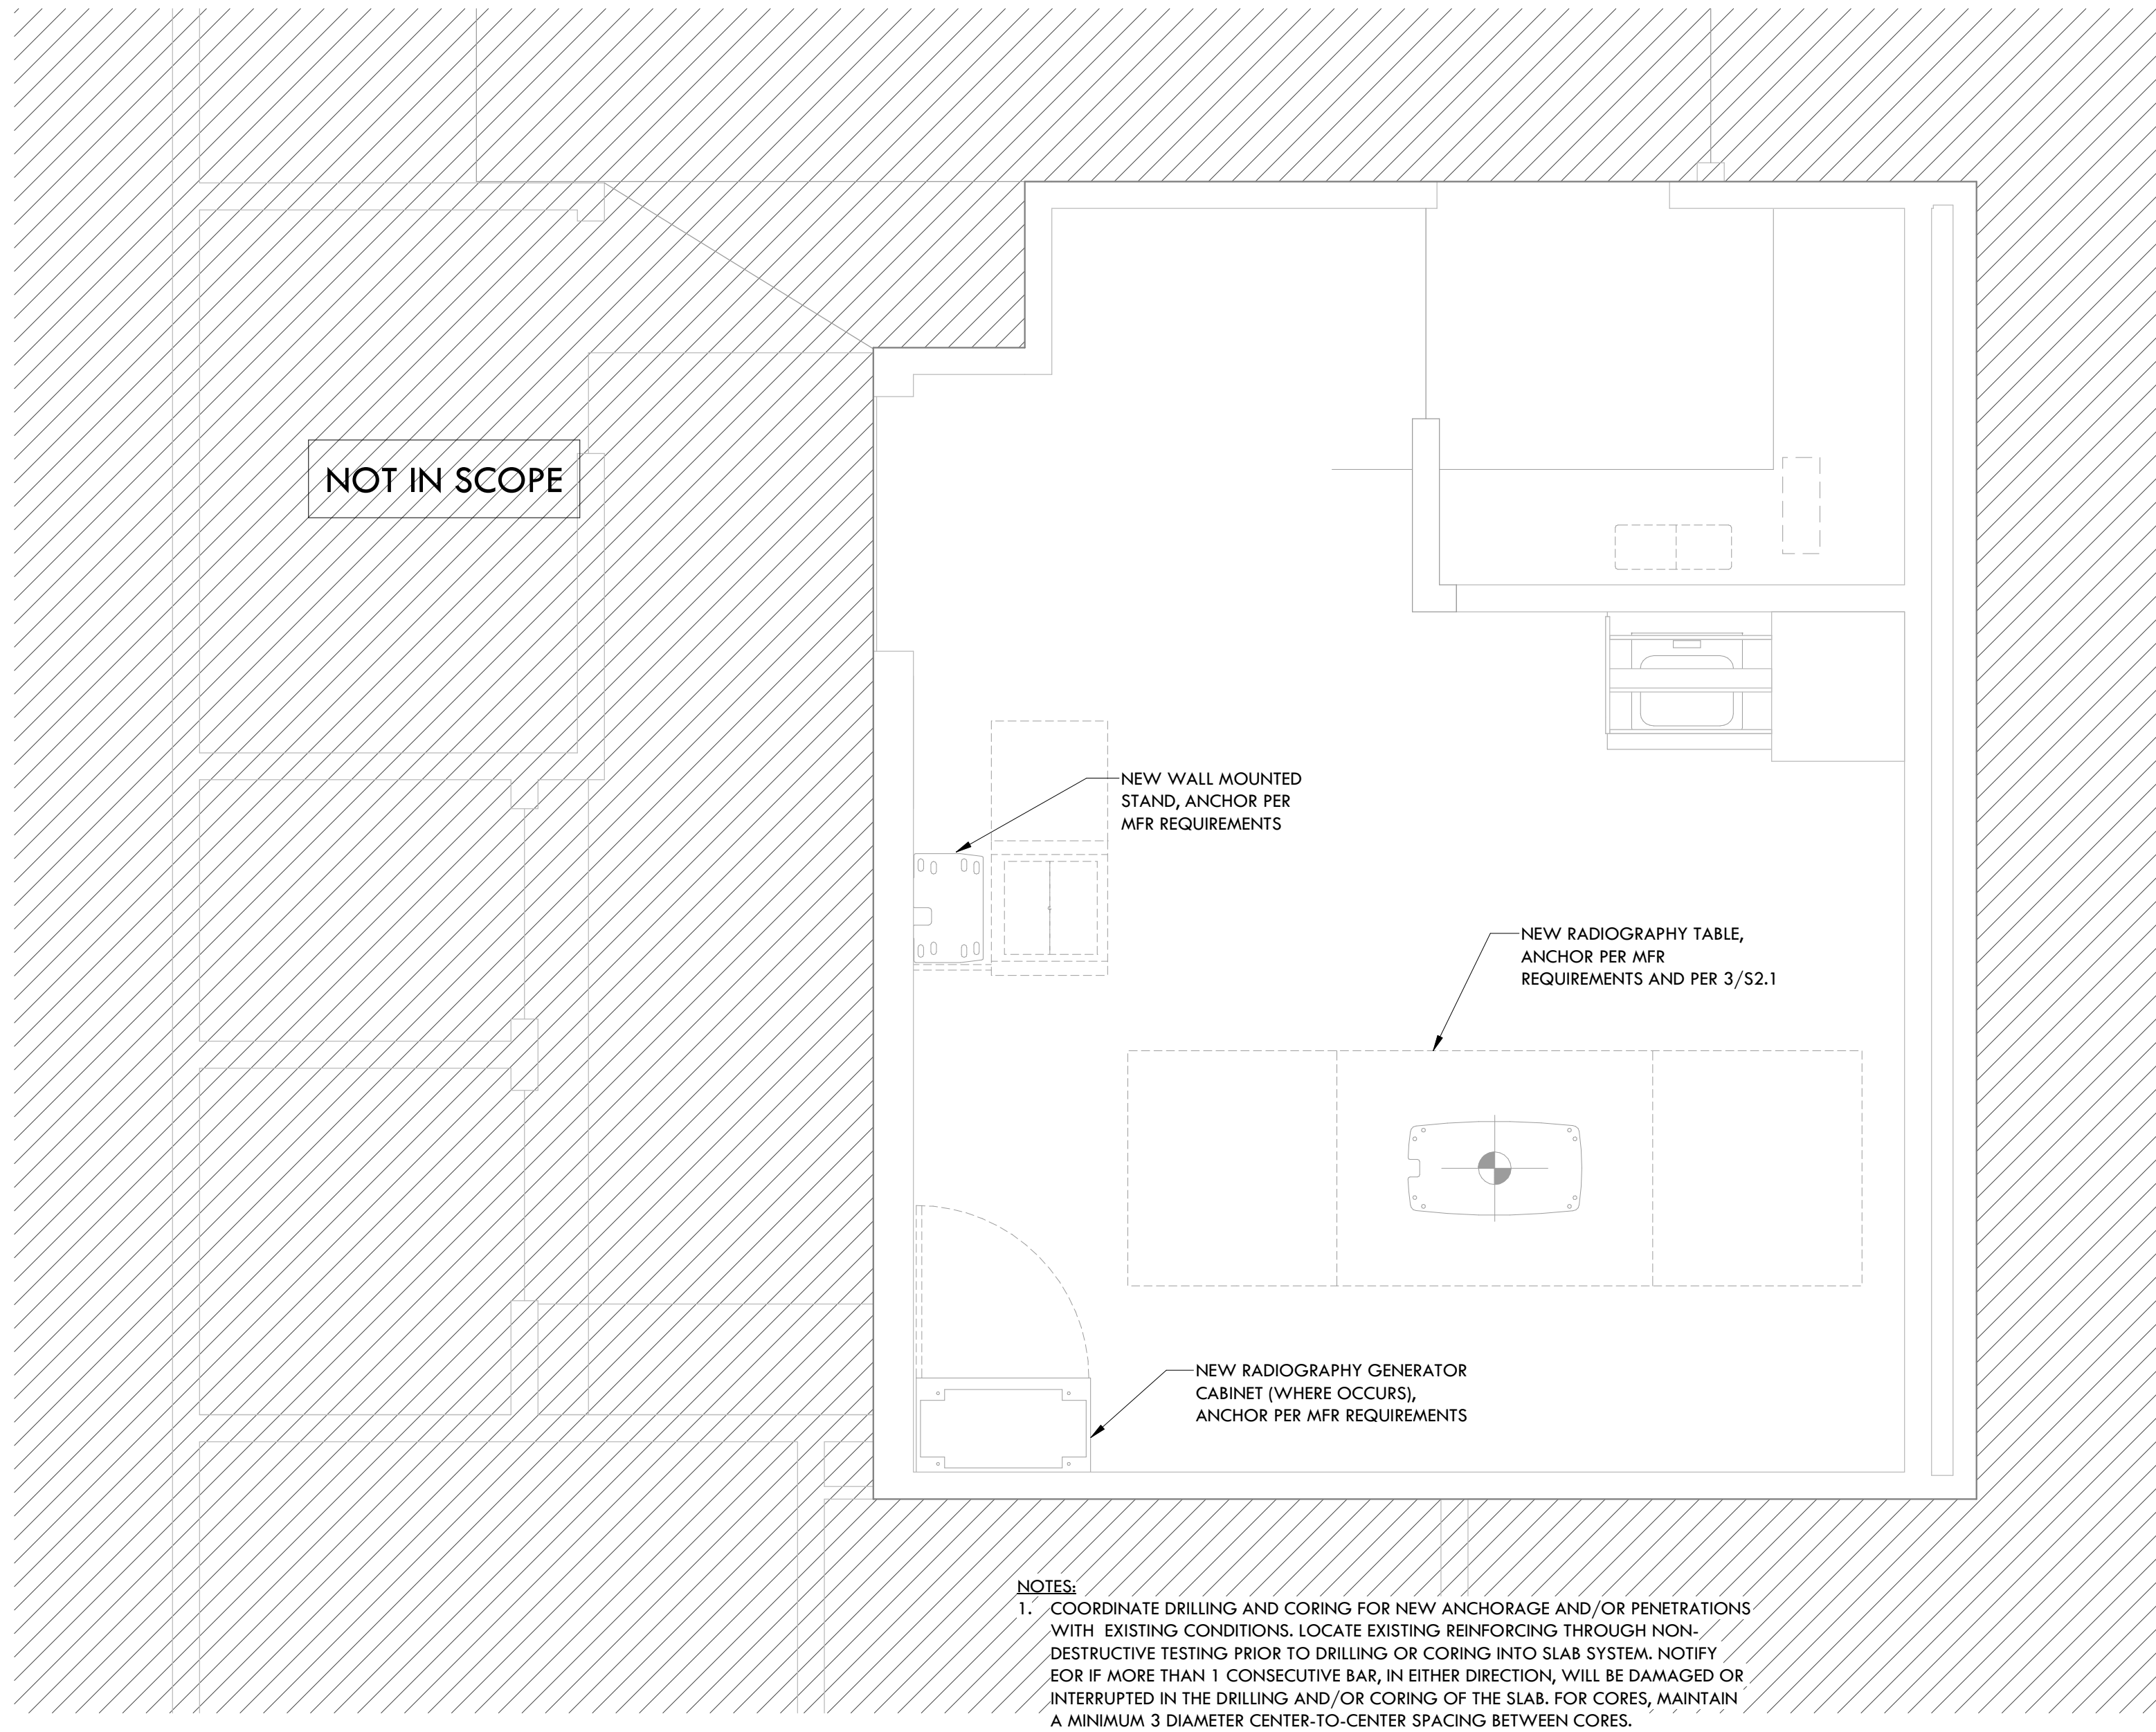 NOT IN SCOPE
NEW WALL MOUNTED
STAND, ANCHOR PER
MFR REQUIREMENTS
NEW RADIOGRAPHY TABLE,
ANCHOR PER MFR
REQUIREMENTS AND PER 3/S2.1
NEW RADIOGRAPHY GENERATOR
CABINET (WHERE OCCURS),
ANCHOR PER MFR REQUIREMENTS
NOTES:
1. COORDINATE DRILLING AND CORING FOR NEW ANCHORAGE AND/OR PENETRATIONS
WITH EXISTING CONDITIONS. LOCATE EXISTING REINFORCING THROUGH NON-
DESTRUCTIVE TESTING PRIOR TO DRILLING OR CORING INTO SLAB SYSTEM. NOTIFY
EOR IF MORE THAN 1 CONSECUTIVE BAR, IN EITHER DIRECTION, WILL BE DAMAGED OR
INTERRUPTED IN THE DRILLING AND/OR CORING OF THE SLAB. FOR CORES, MAINTAIN
A MINIMUM 3 DIAMETER CENTER-TO-CENTER SPACING BETWEEN CORES.